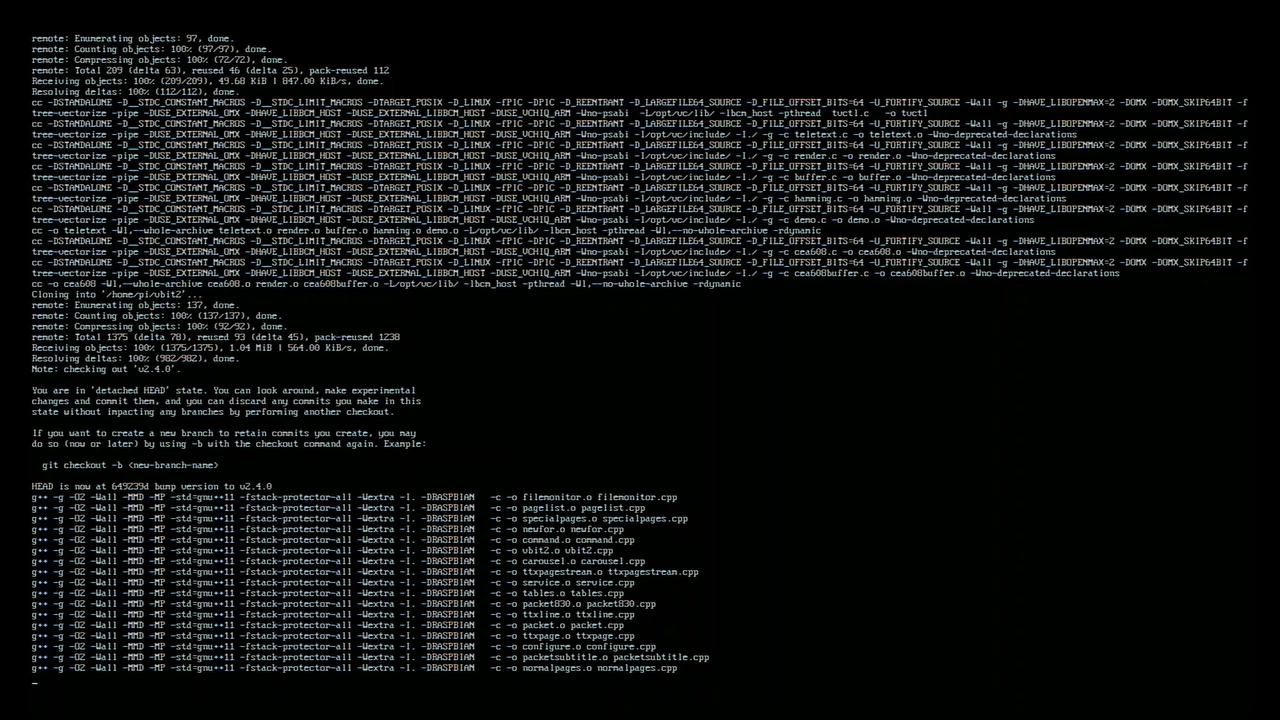 remote: Enumerating objects: 97, done.
remote: Counting objects: 100% (97/97), done.
remote: Compressing objects: 100% (72/72), done.
remote: Total 209 (delta 63), reused 46 (delta 25), pack-reused 112
Receiving objects: 100% (209/209), 49.68 KiB | 847.00 KiB/s, done.
Resolving deltas: 100% (112/112), done.
cc -DSTANDALONE -D__STDC_CONSTANT_MACROS -D__STDC_LIMIT_MACROS -DTARGET_POSIX -D_LINUX -fPIC -DPIC -D_REENTRANT -D_LARGEFILE64_SOURCE -D_FILE_OFFSET_BITS=64 -U_FORTIFY_SOURCE -Wall -g -DHAVE_LIBOPENMAX=2 -DOMX -DOMX_SKIP64BIT -f
tree-vectorize -pipe -DUSE_EXTERNAL_OMX -DHAVE_LIBBCM_HOST -DUSE_EXTERNAL_LIBBCM_HOST -DUSE_VCHIQ_ARM -Wno-psabi -L/opt/vc/lib/ -lbcm_host -pthread tvctl.c -o tvctl
cc -DSTANDALONE -D__STDC_CONSTANT_MACROS -D__STDC_LIMIT_MACROS -DTARGET_POSIX -D_LINUX -fPIC -DPIC -D_REENTRANT -D_LARGEFILE64_SOURCE -D_FILE_OFFSET_BITS=64 -U_FORTIFY_SOURCE -Wall -g -DHAVE_LIBOPENMAX=2 -DOMX -DOMX_SKIP64BIT -f
tree-vectorize -pipe -DUSE_EXTERNAL_OMX -DHAVE_LIBBCM_HOST -DUSE_EXTERNAL_LIBBCM_HOST -DUSE_VCHIQ_ARM -Wno-psabi -I/opt/vc/include/ -I./ -g -c teletext.c -o teletext.o -Wno-deprecated-declarations
cc -DSTANDALONE -D__STDC_CONSTANT_MACROS -D__STDC_LIMIT_MACROS -DTARGET_POSIX -D_LINUX -fPIC -DPIC -D_REENTRANT -D_LARGEFILE64_SOURCE -D_FILE_OFFSET_BITS=64 -U_FORTIFY_SOURCE -Wall -g -DHAVE_LIBOPENMAX=2 -DOMX -DOMX_SKIP64BIT -f
tree-vectorize -pipe -DUSE_EXTERNAL_OMX -DHAVE_LIBBCM_HOST -DUSE_EXTERNAL_LIBBCM_HOST -DUSE_VCHIQ_ARM -Wno-psabi -I/opt/vc/include/ -I./ -g -c render.c -o render.o -Wno-deprecated-declarations
cc -DSTANDALONE -D__STDC_CONSTANT_MACROS -D__STDC_LIMIT_MACROS -DTARGET_POSIX -D_LINUX -fPIC -DPIC -D_REENTRANT -D_LARGEFILE64_SOURCE -D_FILE_OFFSET_BITS=64 -U_FORTIFY_SOURCE -Wall -g -DHAVE_LIBOPENMAX=2 -DOMX -DOMX_SKIP64BIT -f
tree-vectorize -pipe -DUSE_EXTERNAL_OMX -DHAVE_LIBBCM_HOST -DUSE_EXTERNAL_LIBBCM_HOST -DUSE_VCHIQ_ARM -Wno-psabi -I/opt/vc/include/ -I./ -g -c buffer.c -o buffer.o -Wno-deprecated-declarations
cc -DSTANDALONE -D__STDC_CONSTANT_MACROS -D__STDC_LIMIT_MACROS -DTARGET_POSIX -D_LINUX -fPIC -DPIC -D_REENTRANT -D_LARGEFILE64_SOURCE -D_FILE_OFFSET_BITS=64 -U_FORTIFY_SOURCE -Wall -g -DHAVE_LIBOPENMAX=2 -DOMX -DOMX_SKIP64BIT -f
tree-vectorize -pipe -DUSE_EXTERNAL_OMX -DHAVE_LIBBCM_HOST -DUSE_EXTERNAL_LIBBCM_HOST -DUSE_VCHIQ_ARM -Wno-psabi -I/opt/vc/include/ -I./ -g -c hamming.c -o hamming.o -Wno-deprecated-declarations
cc -DSTANDALONE -D__STDC_CONSTANT_MACROS -D__STDC_LIMIT_MACROS -DTARGET_POSIX -D_LINUX -fPIC -DPIC -D_REENTRANT -D_LARGEFILE64_SOURCE -D_FILE_OFFSET_BITS=64 -U_FORTIFY_SOURCE -Wall -g -DHAVE_LIBOPENMAX=2 -DOMX -DOMX_SKIP64BIT -f
tree-vectorize -pipe -DUSE_EXTERNAL_OMX -DHAVE_LIBBCM_HOST -DUSE_EXTERNAL_LIBBCM_HOST -DUSE_VCHIQ_ARM -Wno-psabi -I/opt/vc/include/ -I./ -g -c demo.c -o demo.o -Wno-deprecated-declarations
cc -o teletext -Wl,--whole-archive teletext.o render.o buffer.o hamming.o demo.o -L/opt/vc/lib/ -lbcm_host -pthread -Wl,--no-whole-archive -rdynamic
cc -DSTANDALONE -D__STDC_CONSTANT_MACROS -D__STDC_LIMIT_MACROS -DTARGET_POSIX -D_LINUX -fPIC -DPIC -D_REENTRANT -D_LARGEFILE64_SOURCE -D_FILE_OFFSET_BITS=64 -U_FORTIFY_SOURCE -Wall -g -DHAVE_LIBOPENMAX=2 -DOMX -DOMX_SKIP64BIT -f
tree-vectorize -pipe -DUSE_EXTERNAL_OMX -DHAVE_LIBBCM_HOST -DUSE_EXTERNAL_LIBBCM_HOST -DUSE_VCHIQ_ARM -Wno-psabi -I/opt/vc/include/ -I./ -g -c cea608.c -o cea608.o -Wno-deprecated-declarations
cc -DSTANDALONE -D__STDC_CONSTANT_MACROS -D__STDC_LIMIT_MACROS -DTARGET_POSIX -D_LINUX -fPIC -DPIC -D_REENTRANT -D_LARGEFILE64_SOURCE -D_FILE_OFFSET_BITS=64 -U_FORTIFY_SOURCE -Wall -g -DHAVE_LIBOPENMAX=2 -DOMX -DOMX_SKIP64BIT -f
tree-vectorize -pipe -DUSE_EXTERNAL_OMX -DHAVE_LIBBCM_HOST -DUSE_EXTERNAL_LIBBCM_HOST -DUSE_VCHIQ_ARM -Wno-psabi -I/opt/vc/include/ -I./ -g -c cea608buffer.c -o cea608buffer.o -Wno-deprecated-declarations
cc -o cea608 -Wl,--whole-archive cea608.o render.o cea608buffer.o -L/opt/vc/lib/ -lbcm_host -pthread -Wl,--no-whole-archive -rdynamic
Cloning into '/home/pi/vbit2'...
remote: Enumerating objects: 137, done.
remote: Counting objects: 100% (137/137), done.
remote: Compressing objects: 100% (92/92), done.
remote: Total 1375 (delta 78), reused 93 (delta 45), pack-reused 1238
Receiving objects: 100% (1375/1375), 1.04 MiB | 564.00 KiB/s, done.
Resolving deltas: 100% (982/982), done.
Note: checking out 'v2.4.0'.
You are in 'detached HEAD' state. You can look around, make experimental
changes and commit them, and you can discard any commits you make in this
state without impacting any branches by performing another checkout.
If you want to create a new branch to retain commits you create, you may
do so (now or later) by using -b with the checkout command again. Example:
git checkout -b <new-branch-name>
HEAD is now at 649239d bump version to v2.4.0
g++ -g -O2 -Wall -MMD -MP -std=gnu++11 -fstack-protector-all -Wextra -I. -DRASPBIAN -c -o filemonitor.o filemonitor.cpp
g++ -g -O2 -Wall -MMD -MP -std=gnu++11 -fstack-protector-all -Wextra -I. -DRASPBIAN -c -o pagelist.o pagelist.cpp
g++ -g -O2 -Wall -MMD -MP -std=gnu++11 -fstack-protector-all -Wextra -I. -DRASPBIAN -c -o specialpages.o specialpages.cpp
g++ -g -O2 -Wall -MMD -MP -std=gnu++11 -fstack-protector-all -Wextra -I. -DRASPBIAN -c -o newfor.o newfor.cpp
g++ -g -O2 -Wall -MMD -MP -std=gnu++11 -fstack-protector-all -Wextra -I. -DRASPBIAN -c -o command.o command.cpp
g++ -g -O2 -Wall -MMD -MP -std=gnu++11 -fstack-protector-all -Wextra -I. -DRASPBIAN -c -o vbit2.o vbit2.cpp
g++ -g -O2 -Wall -MMD -MP -std=gnu++11 -fstack-protector-all -Wextra -I. -DRASPBIAN -c -o carousel.o carousel.cpp
g++ -g -O2 -Wall -MMD -MP -std=gnu++11 -fstack-protector-all -Wextra -I. -DRASPBIAN -c -o ttxpagestream.o ttxpagestream.cpp
g++ -g -O2 -Wall -MMD -MP -std=gnu++11 -fstack-protector-all -Wextra -I. -DRASPBIAN -c -o service.o service.cpp
g++ -g -O2 -Wall -MMD -MP -std=gnu++11 -fstack-protector-all -Wextra -I. -DRASPBIAN -c -o tables.o tables.cpp
g++ -g -O2 -Wall -MMD -MP -std=gnu++11 -fstack-protector-all -Wextra -I. -DRASPBIAN -c -o packet830.o packet830.cpp
g++ -g -O2 -Wall -MMD -MP -std=gnu++11 -fstack-protector-all -Wextra -I. -DRASPBIAN -c -o ttxline.o ttxline.cpp
g++ -g -O2 -Wall -MMD -MP -std=gnu++11 -fstack-protector-all -Wextra -I. -DRASPBIAN -c -o packet.o packet.cpp
g++ -g -O2 -Wall -MMD -MP -std=gnu++11 -fstack-protector-all -Wextra -I. -DRASPBIAN -c -o ttxpage.o ttxpage.cpp
g++ -g -O2 -Wall -MMD -MP -std=gnu++11 -fstack-protector-all -Wextra -I. -DRASPBIAN -c -o configure.o configure.cpp
g++ -g -O2 -Wall -MMD -MP -std=gnu++11 -fstack-protector-all -Wextra -I. -DRASPBIAN -c -o packetsubtitle.o packetsubtitle.cpp
g++ -g -O2 -Wall -MMD -MP -std=gnu++11 -fstack-protector-all -Wextra -I. -DRASPBIAN -c -o normalpages.o normalpages.cpp
_